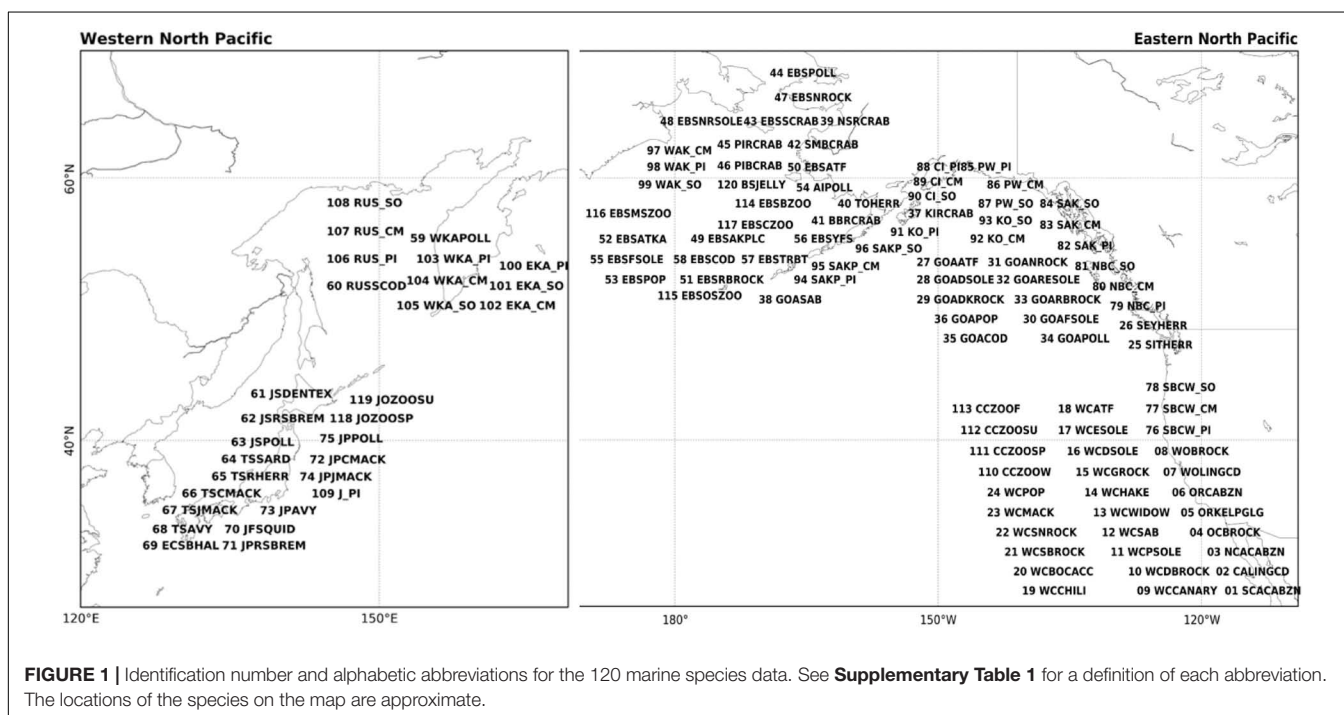 Western North Pacific
Eastern North Pacific
44 EBSPOLL
47 EBSNROCK
48 EBSNRSOLE 43 EBSSCRAB 39 NSRCRAB
97 WAK_CM 45 PIRCRAB 42 SMBCRAB
98 WAK_PI 46 PIBCRAB 50 EBSATF 88 CI_PI 85 PW_PI
60°N
99 WAK_SO 120 BSJELLY 54 AIPOLL 89 CI_CM 86 PW_CM
108 RUS_SO
114 EBSBZOO 40 TOHERR 90 CI_SO 87 PW_SO 84 SAK_SO
116 EBSMSZOO 117 EBSCZOO 41 BBRCRAB 37 KIRCRAB 93 KO_SO 83 SAK_CM
107 RUS_CM
59 WKAPOLL
52 EBSATKA 49 EBSAKPLC 56 EBSYFS 91 KO_PI 92 KO_CM 82 SAK_PI
96 SAKP_SO
106 RUS_PI 103 WKA_PI 100 EKA_PI
55 EBSFSOLE 58 EBSCOD 57 EBSTRBT 95 SAKP_CM 27 GOAATF 31 GOANROCK 81 NBC_SO
60 RUSSCOD 104 WKA_CM 101 EKA_SO
53 EBSPOP 51 EBSRBROCK 94 SAKP_PI 28 GOADSOLE 32 GOARESOLE 80 NBC_CM
105 WKA_SO 102 EKA_CM
115 EBSOSZOO 38 GOASAB 29 GOADKROCK 33 GOARBROCK 79 NBC_PI
36 GOAPOP 30 GOAFSOLE 26 SEYHERR
35 GOACOD 34 GOAPOLL 25 SITHERR
61 JSDENTEX 119 JOZOOSU
78 SBCW_SO
62 JSRSBREM 118 JOZOOSP
113 CCZOOF 18 WCATF 77 SBCW_CM
63 JSPOLL 75 JPPOLL
112 CCZOOSU 17 WCESOLE 76 SBCW_PI
40°N
64 TSSARD 72 JPCMACK
111 CCZOOSP 16 WCDSOLE 08 WOBROCK
65 TSRHERR 74 JPJMACK
110 CCZOOW 15 WCGROCK 07 WOLINGCD
66 TSCMACK 109 J_PI
24 WCPOP 14 WCHAKE 06 ORCABZN
67 TSJMACK 73 JPAVY
23 WCMACK 13 WCWIDOW 05 ORKELPGLG
68 TSAVY 70 JFSQUID
22 WCSNROCK 12 WCSAB 04 OCBROCK
69 ECSBHAL 71 JPRSBREM
21 WCSBROCK 11 WCPSOLE 03 NCACABZN
20 WCBOCACC 10 WCDBROCK 02 CALINGCD
19 WCCHILI 09 WCCANARY 01 SCACABZN
120°E 150°E 180° 150°W 120°W
FIGURE 1 | Identification number and alphabetic abbreviations for the 120 marine species data. See Supplementary Table 1 for a definition of each abbreviation.
The locations of the species on the map are approximate.